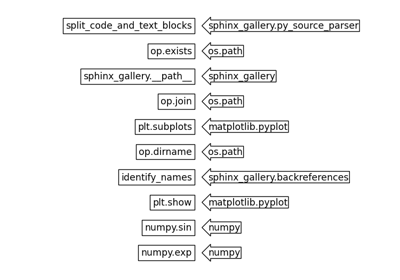 split_code_and_text_blocks sphinx_gallery.py_source_parser
op.exists os.path
sphinx_gallery.__path__ sphinx_gallery
op.join os.path
plt.subplots matplotlib.pyplot
op.dirname os.path
identify_names sphinx_gallery.backreferences
plt.show matplotlib.pyplot
numpy.sin numpy
numpy.exp numpy